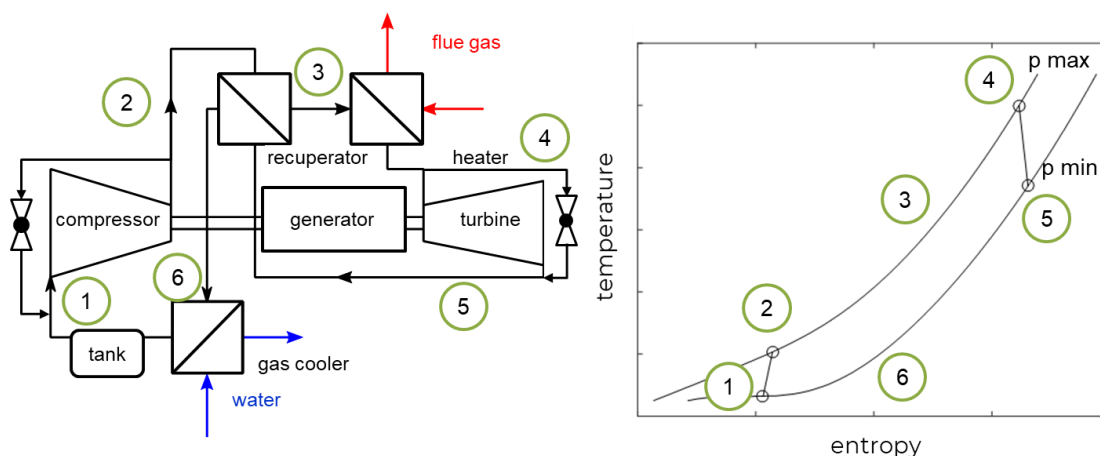 flue gas
3
2
4
recuperator
heater
compressor
generator
turbine
1
6
5
tank
gas cooler
water
4
p max
3
p min
5
2
1
6
temperature
entropy